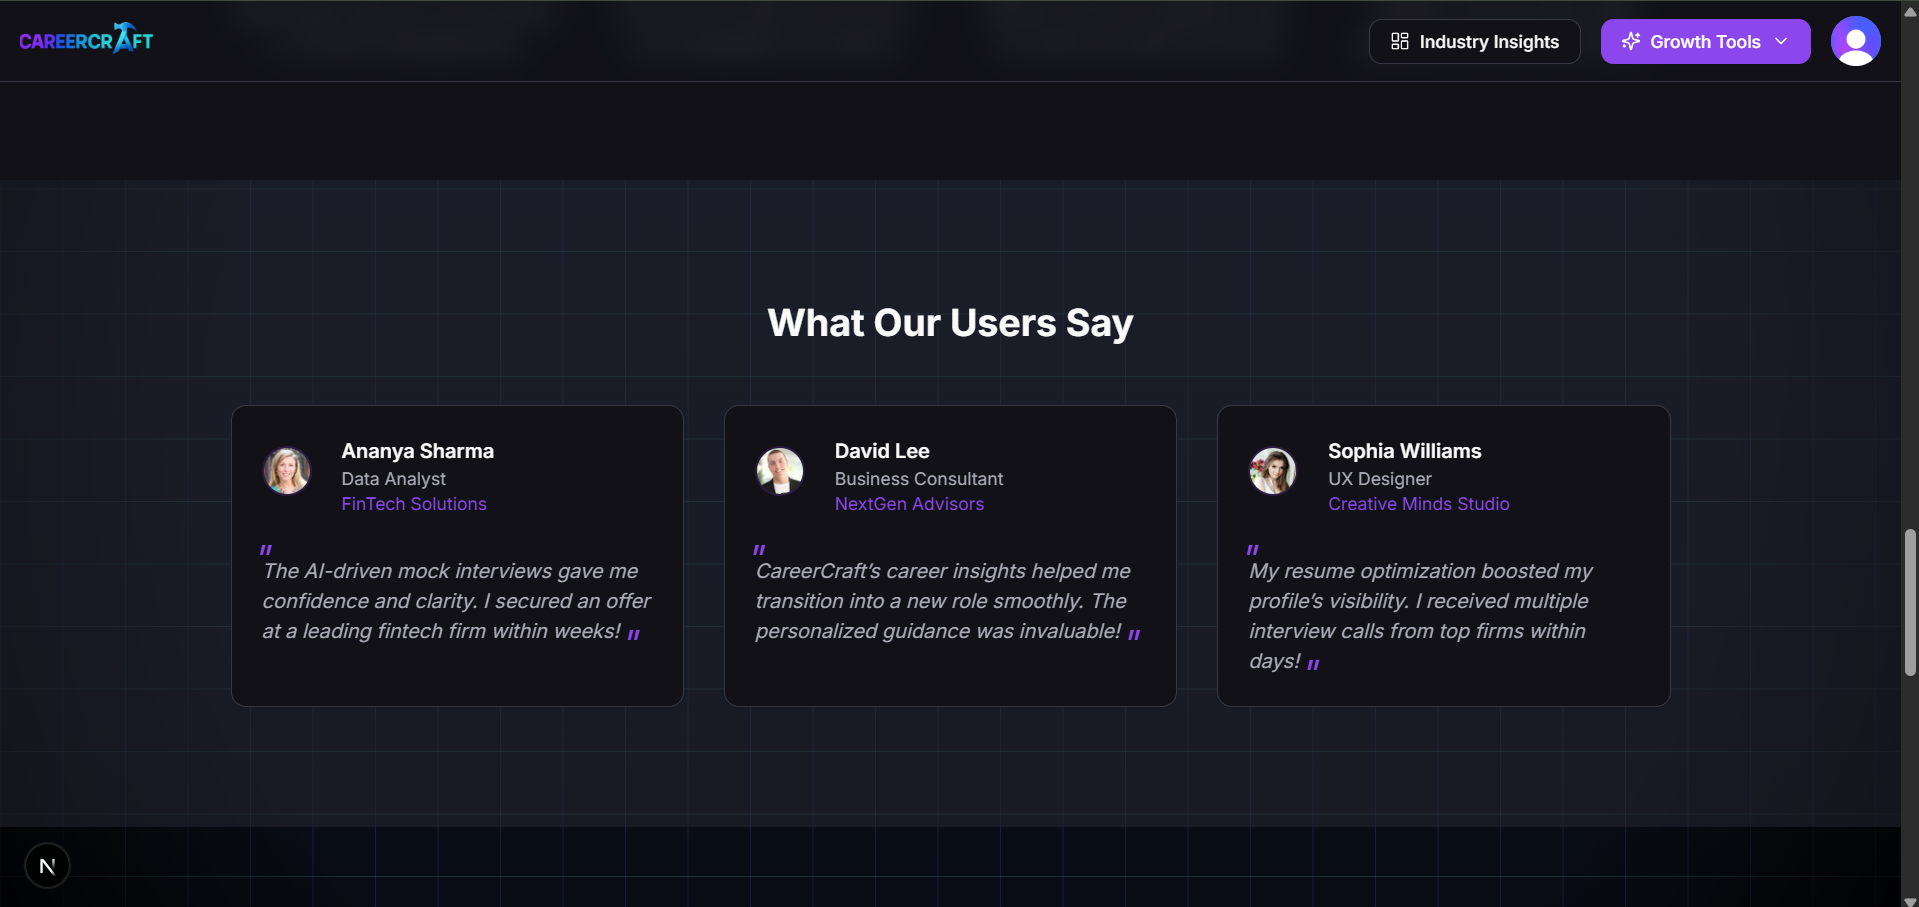 CAREERCRAFT
Industry Insights
Growth Tools
What Our Users Say
Ananya Sharma
Data Analyst
FinTech Solutions
"
The AI-driven mock interviews gave me
confidence and clarity. I secured an offer
at a leading fintech firm within weeks! "
David Lee
Business Consultant
NextGen Advisors
"
CareerCraft’s career insights helped me
transition into a new role smoothly. The
personalized guidance was invaluable! "
Sophia Williams
UX Designer
Creative Minds Studio
"
My resume optimization boosted my
profile’s visibility. I received multiple
interview calls from top firms within
days! "
N